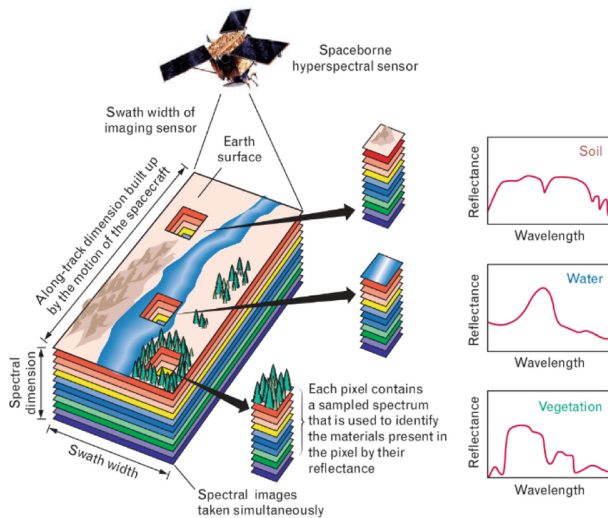 Spaceborne
hyperspectral sensor
Swath width of
imaging sensor
Earth
surface
Along-track dimension built up
by the motion of the spacecraft
Spectral
dimension
Swath width
Spectral images
taken simultaneously
Each pixel contains
a sampled spectrum
that is used to identify
the materials present in
the pixel by their
reflectance
Soil
Reflectance
Wavelength
Water
Reflectance
Wavelength
Vegetation
Reflectance
Wavelength